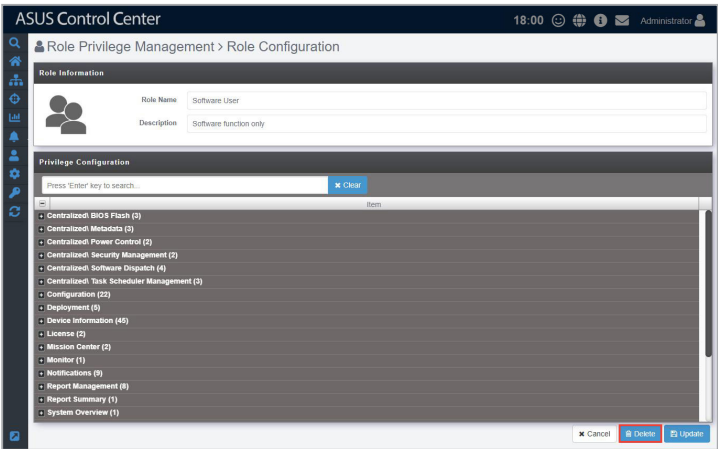 ASUS Control Center
18:00
Administrator
Role Privilege Management > Role Configuration
Role Information
Role Name
Software User
Description
Software function only
Privilege Configuration
Press 'Enter' key to search...
Clear
Item
Centralized\ BIOS Flash (3)
Centralized\ Metadata (3)
Centralized\ Power Control (2)
Centralized\ Security Management (2)
Centralized\ Software Dispatch (4)
Centralized\ Task Scheduler Management (3)
Configuration (22)
Deployment (5)
Device Information (45)
License (2)
Mission Center (2)
Monitor (1)
Notifications (9)
Report Management (8)
Report Summary (1)
System Overview (1)
Cancel
Delete
Update